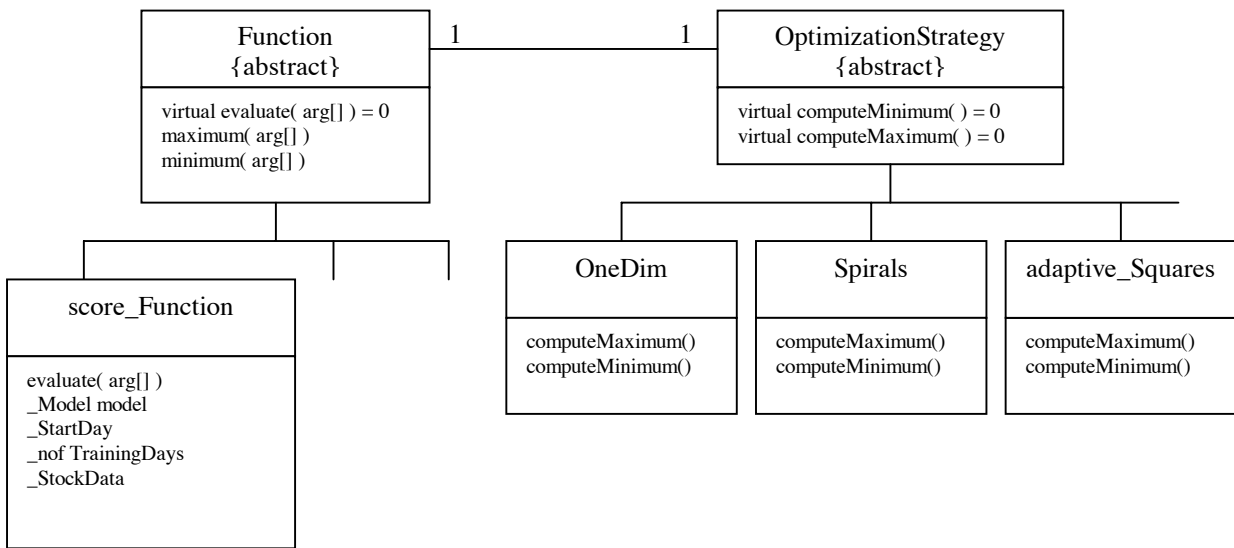 Function
{abstract}
virtual evaluate( arg[] ) = 0
maximum( arg[] )
minimum( arg[] )
1
1
OptimizationStrategy
{abstract}
virtual computeMinimum( ) = 0
virtual computeMaximum( ) = 0
score_Function
evaluate( arg[] )
_Model model
_StartDay
_nof TrainingDays
_StockData
OneDim
computeMaximum()
computeMinimum()
Spirals
computeMaximum()
computeMinimum()
adaptive_Squares
computeMaximum()
computeMinimum()